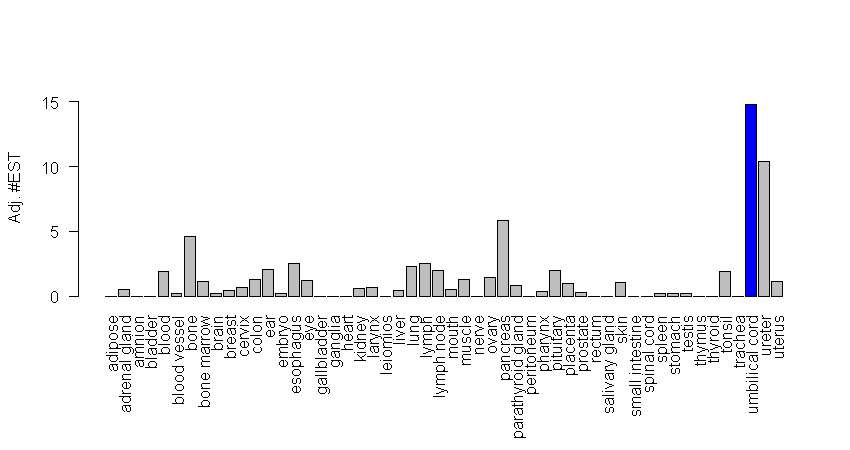 15
10
5
0
Adj. #EST
adipose
adrenal gland
amnion
bladder
blood
blood vessel
bone
bone marrow
brain
breast
cervix
colon
ear
embryo
esophagus
eye
gallbladder
ganglia
heart
kidney
larynx
leiomios
liver
lung
lymph
lymph node
mouth
muscle
nerve
ovary
pancreas
parathyroid gland
peritoneum
pharynx
pituitary
placenta
prostate
rectum
salivary gland
skin
small intestine
spinal cord
spleen
stomach
testis
thymus
thyroid
tonsil
trachea
umbilical cord
ureter
uterus